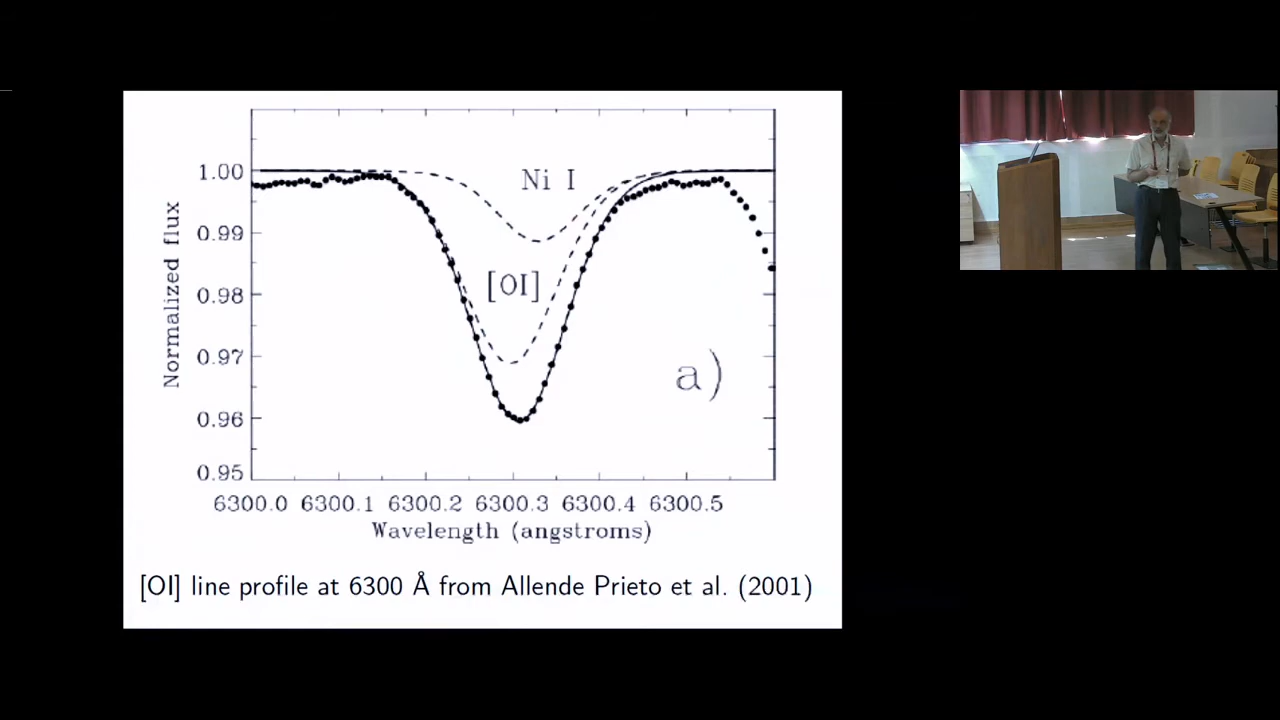 1.00
0.99
0.98
0.97
0.96
0.95
Normalized flux
Ni I
[OI]
a)
6300.0 6300.1 6300.2 6300.3 6300.4 6300.5
Wavelength (angstroms)
[OI] line profile at 6300 Å from Allende Prieto et al. (2001)